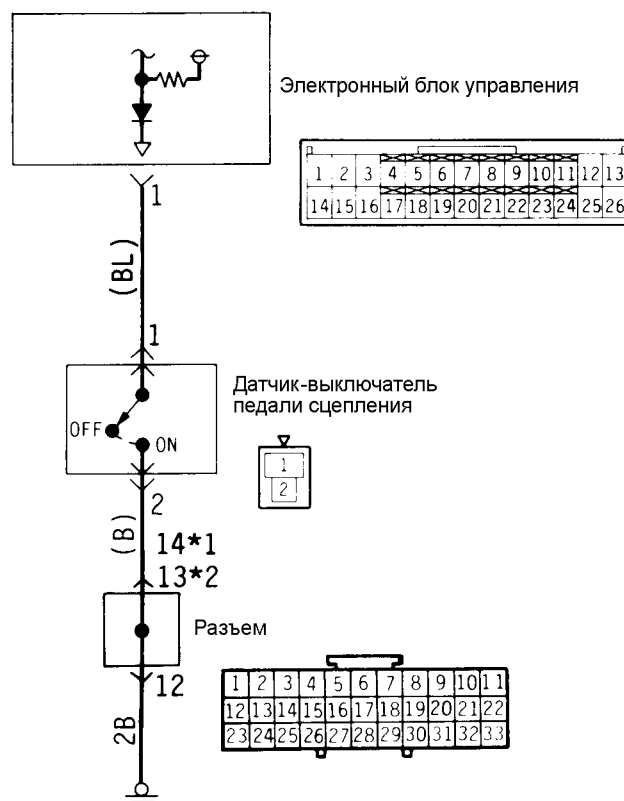 Электронный блок управления
1 2 3 4 5 6 7 8 9 10 11 12 13
14 15 16 17 18 19 20 21 22 23 24 25 26
1
(BL)
1
Датчик-выключатель
педали сцепления
OFF
ON
1
2
2
(B)
14*1
13*2
Разъем
12
1 2 3 4 5 6 7 8 9 10 11
12 13 14 15 16 17 18 19 20 21 22
23 24 25 26 27 28 29 30 31 32 33
2B